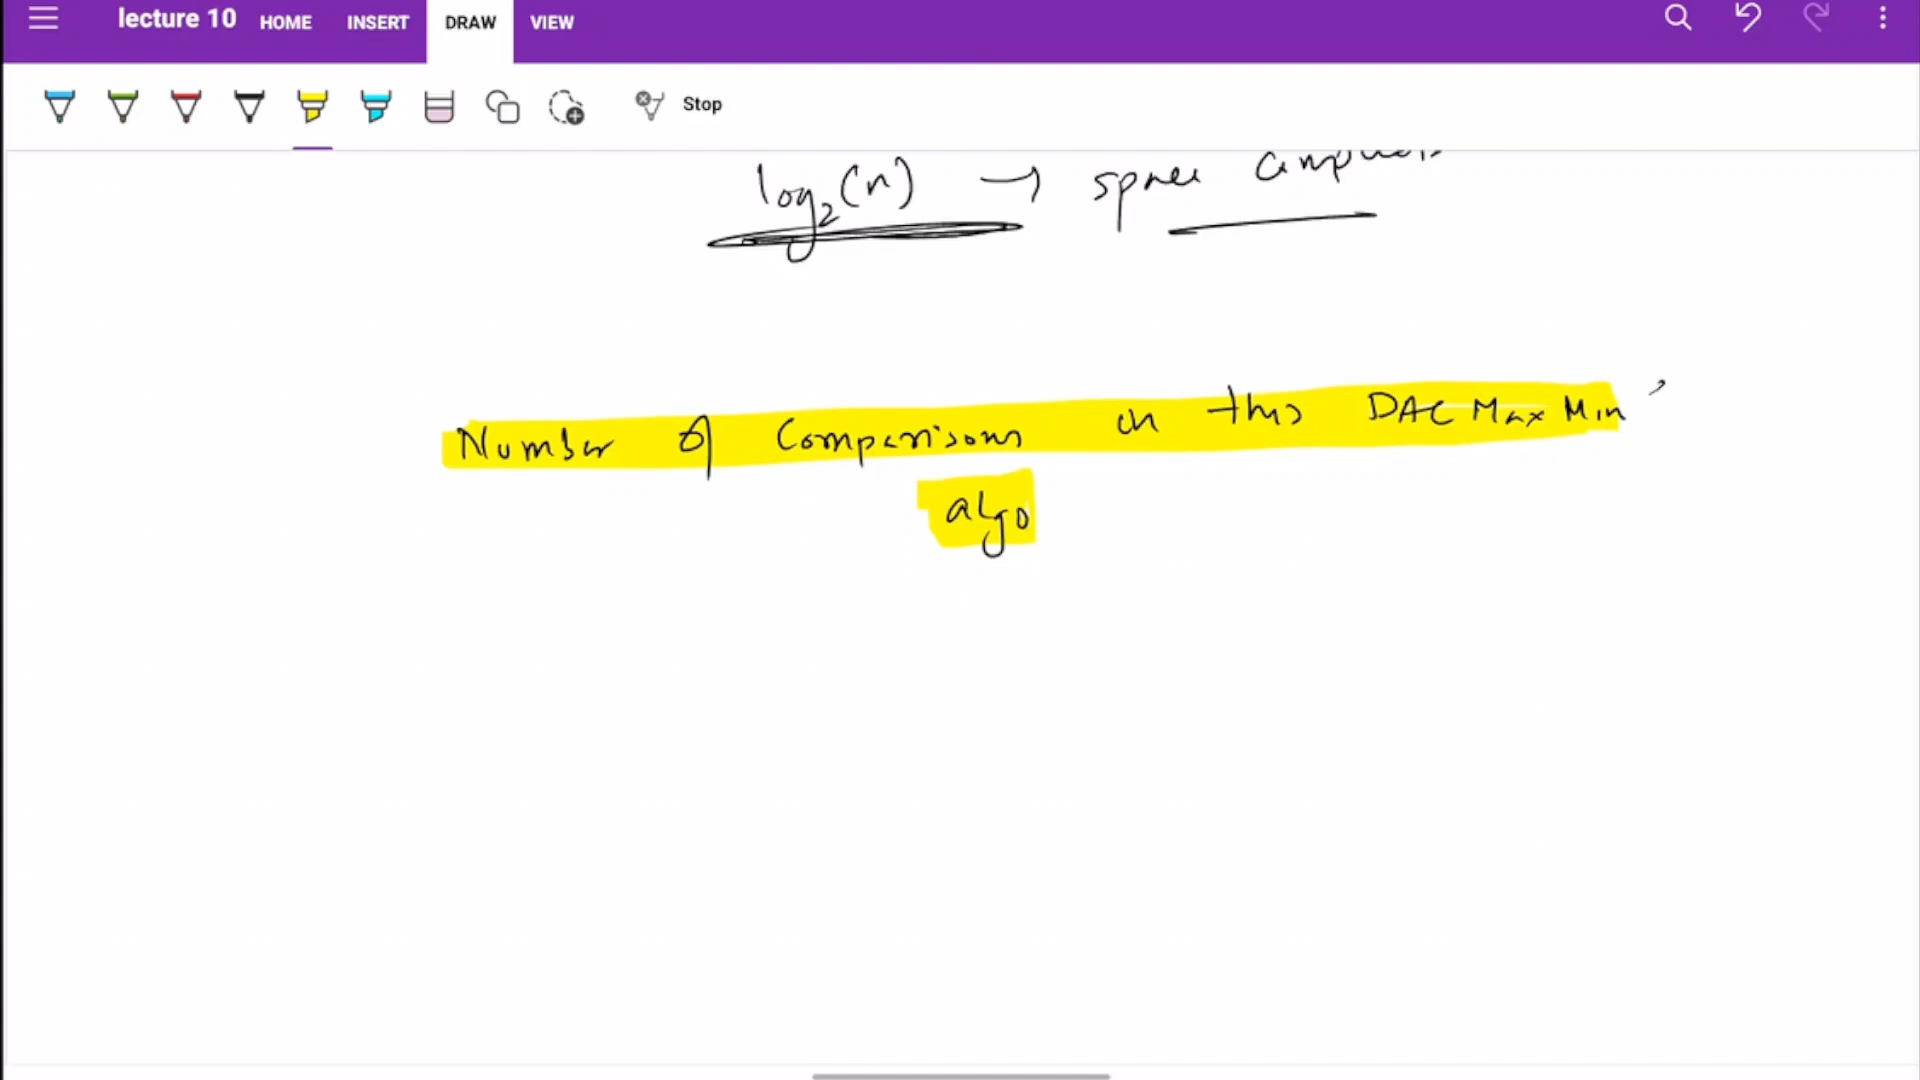 lecture 10 HOME INSERT DRAW VIEW
Stop
log₂(n) → space
Number of Comparisons in this DAC Max Min
algo